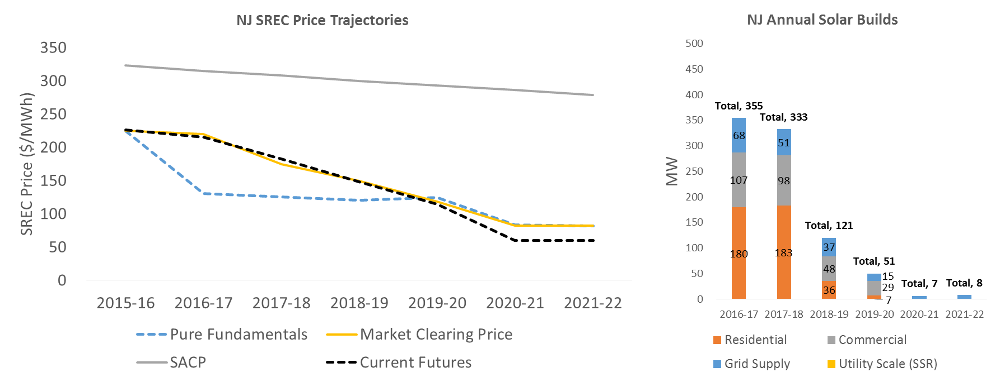 NJ SREC Price Trajectories
SREC Price ($/MWh)
350
300
250
200
150
100
50
0
2015-16 2016-17 2017-18 2018-19 2019-20 2020-21 2021-22
Pure Fundamentals Market Clearing Price
SACP Current Futures
NJ Annual Solar Builds
MW
500
450
400
350
300
250
200
150
100
50
0
Total, 355
68
107
180
Total, 333
51
98
183
Total, 121
37
48
36
Total, 51
15
29
7
Total, 7
Total, 8
2016-17 2017-18 2018-19 2019-20 2020-21 2021-22
Residential Commercial
Grid Supply Utility Scale (SSR)